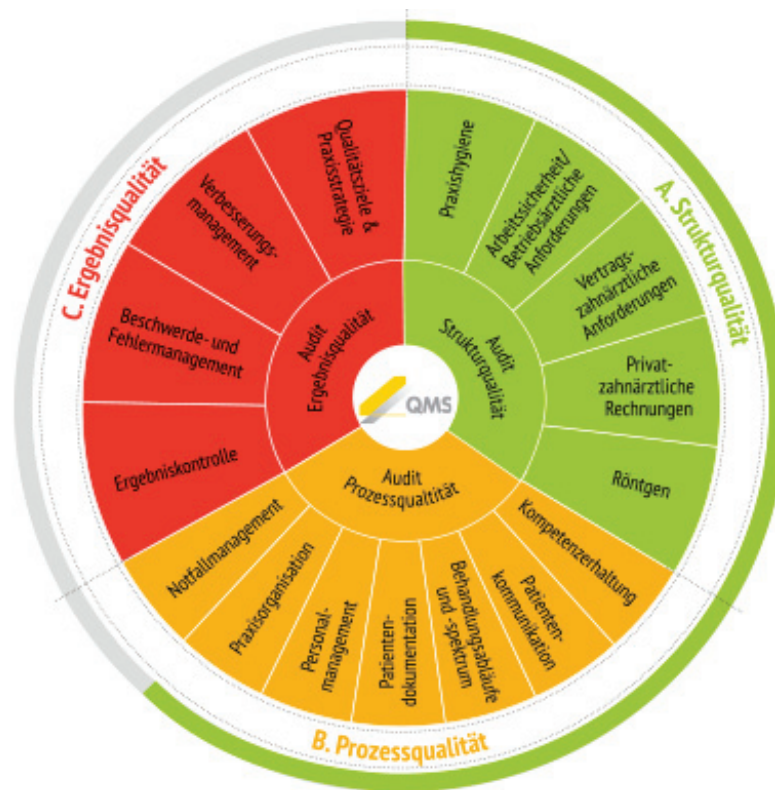 A. Strukturqualität
Praxishygiene
Arbeitssicherheit/
Betriebsärztliche
Anforderungen
Vertrags-
zahnärztliche
Anforderungen
Privat-
zahnärztliche
Rechnungen
Röntgen
Audit
Strukturqualität
B. Prozessqualität
Kompetenzerhaltung
Patienten-
kommunikation
Behandlungsabläufe
und -spektrum
Patienten-
dokumentation
Personal-
management
Praxisorganisation
Notfallmanagement
Audit
Prozessqualtität
C. Ergebnisqualität
Ergebniskontrolle
Beschwerde- und
Fehlermanagement
Verbesserungs-
management
Qualitätsziele &
Praxisstrategie
Audit
Ergebnisqualität
QMS